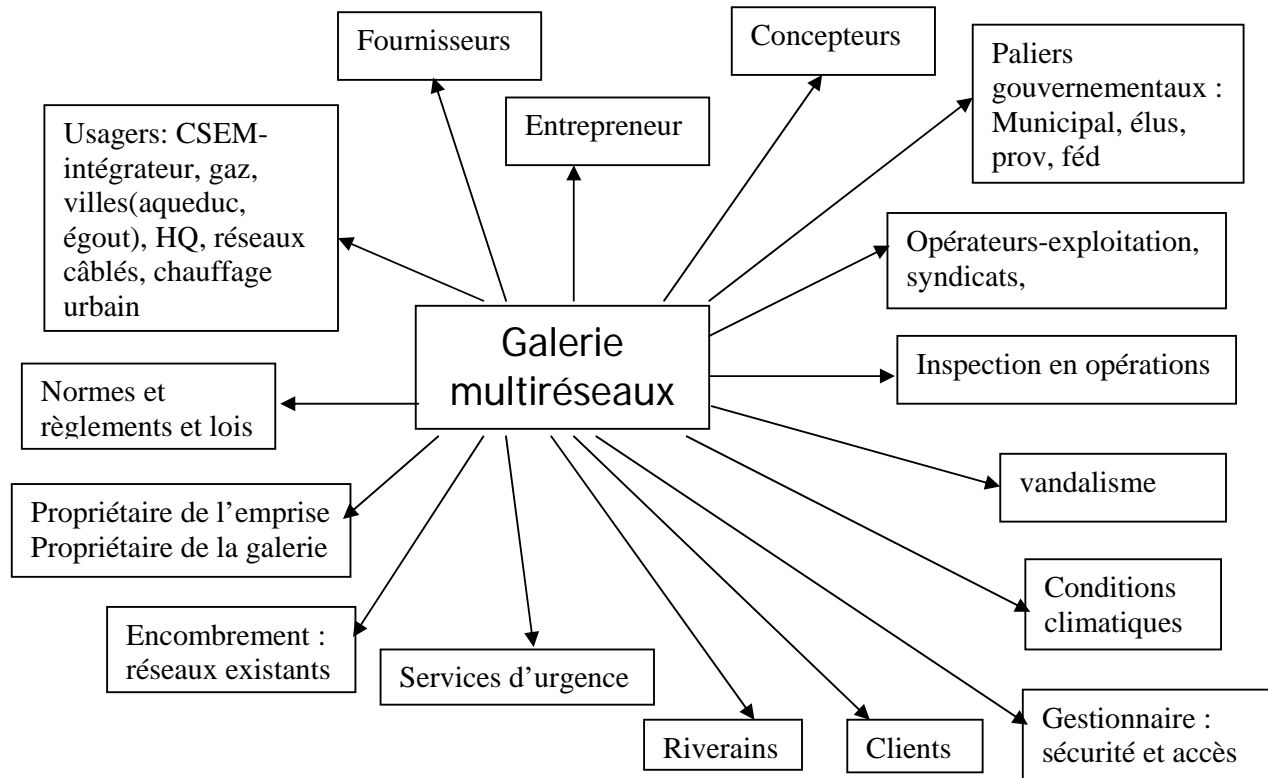 Fournisseurs
Concepteurs
Paliers
gouvernementaux :
Municipal, élus,
prov, féd
Entrepreneur
Usagers: CSEM-
intégrateur, gaz,
villes(aqueduc,
égout), HQ, réseaux
câblés, chauffage
urbain
Opérateurs-exploitation,
syndicats,
Galerie
multiréseaux
Inspection en opérations
Normes et
règlements et lois
vandalisme
Propriétaire de l’emprise
Propriétaire de la galerie
Conditions
climatiques
Encombrement :
réseaux existants
Services d’urgence
Riverains
Clients
Gestionnaire :
sécurité et accès